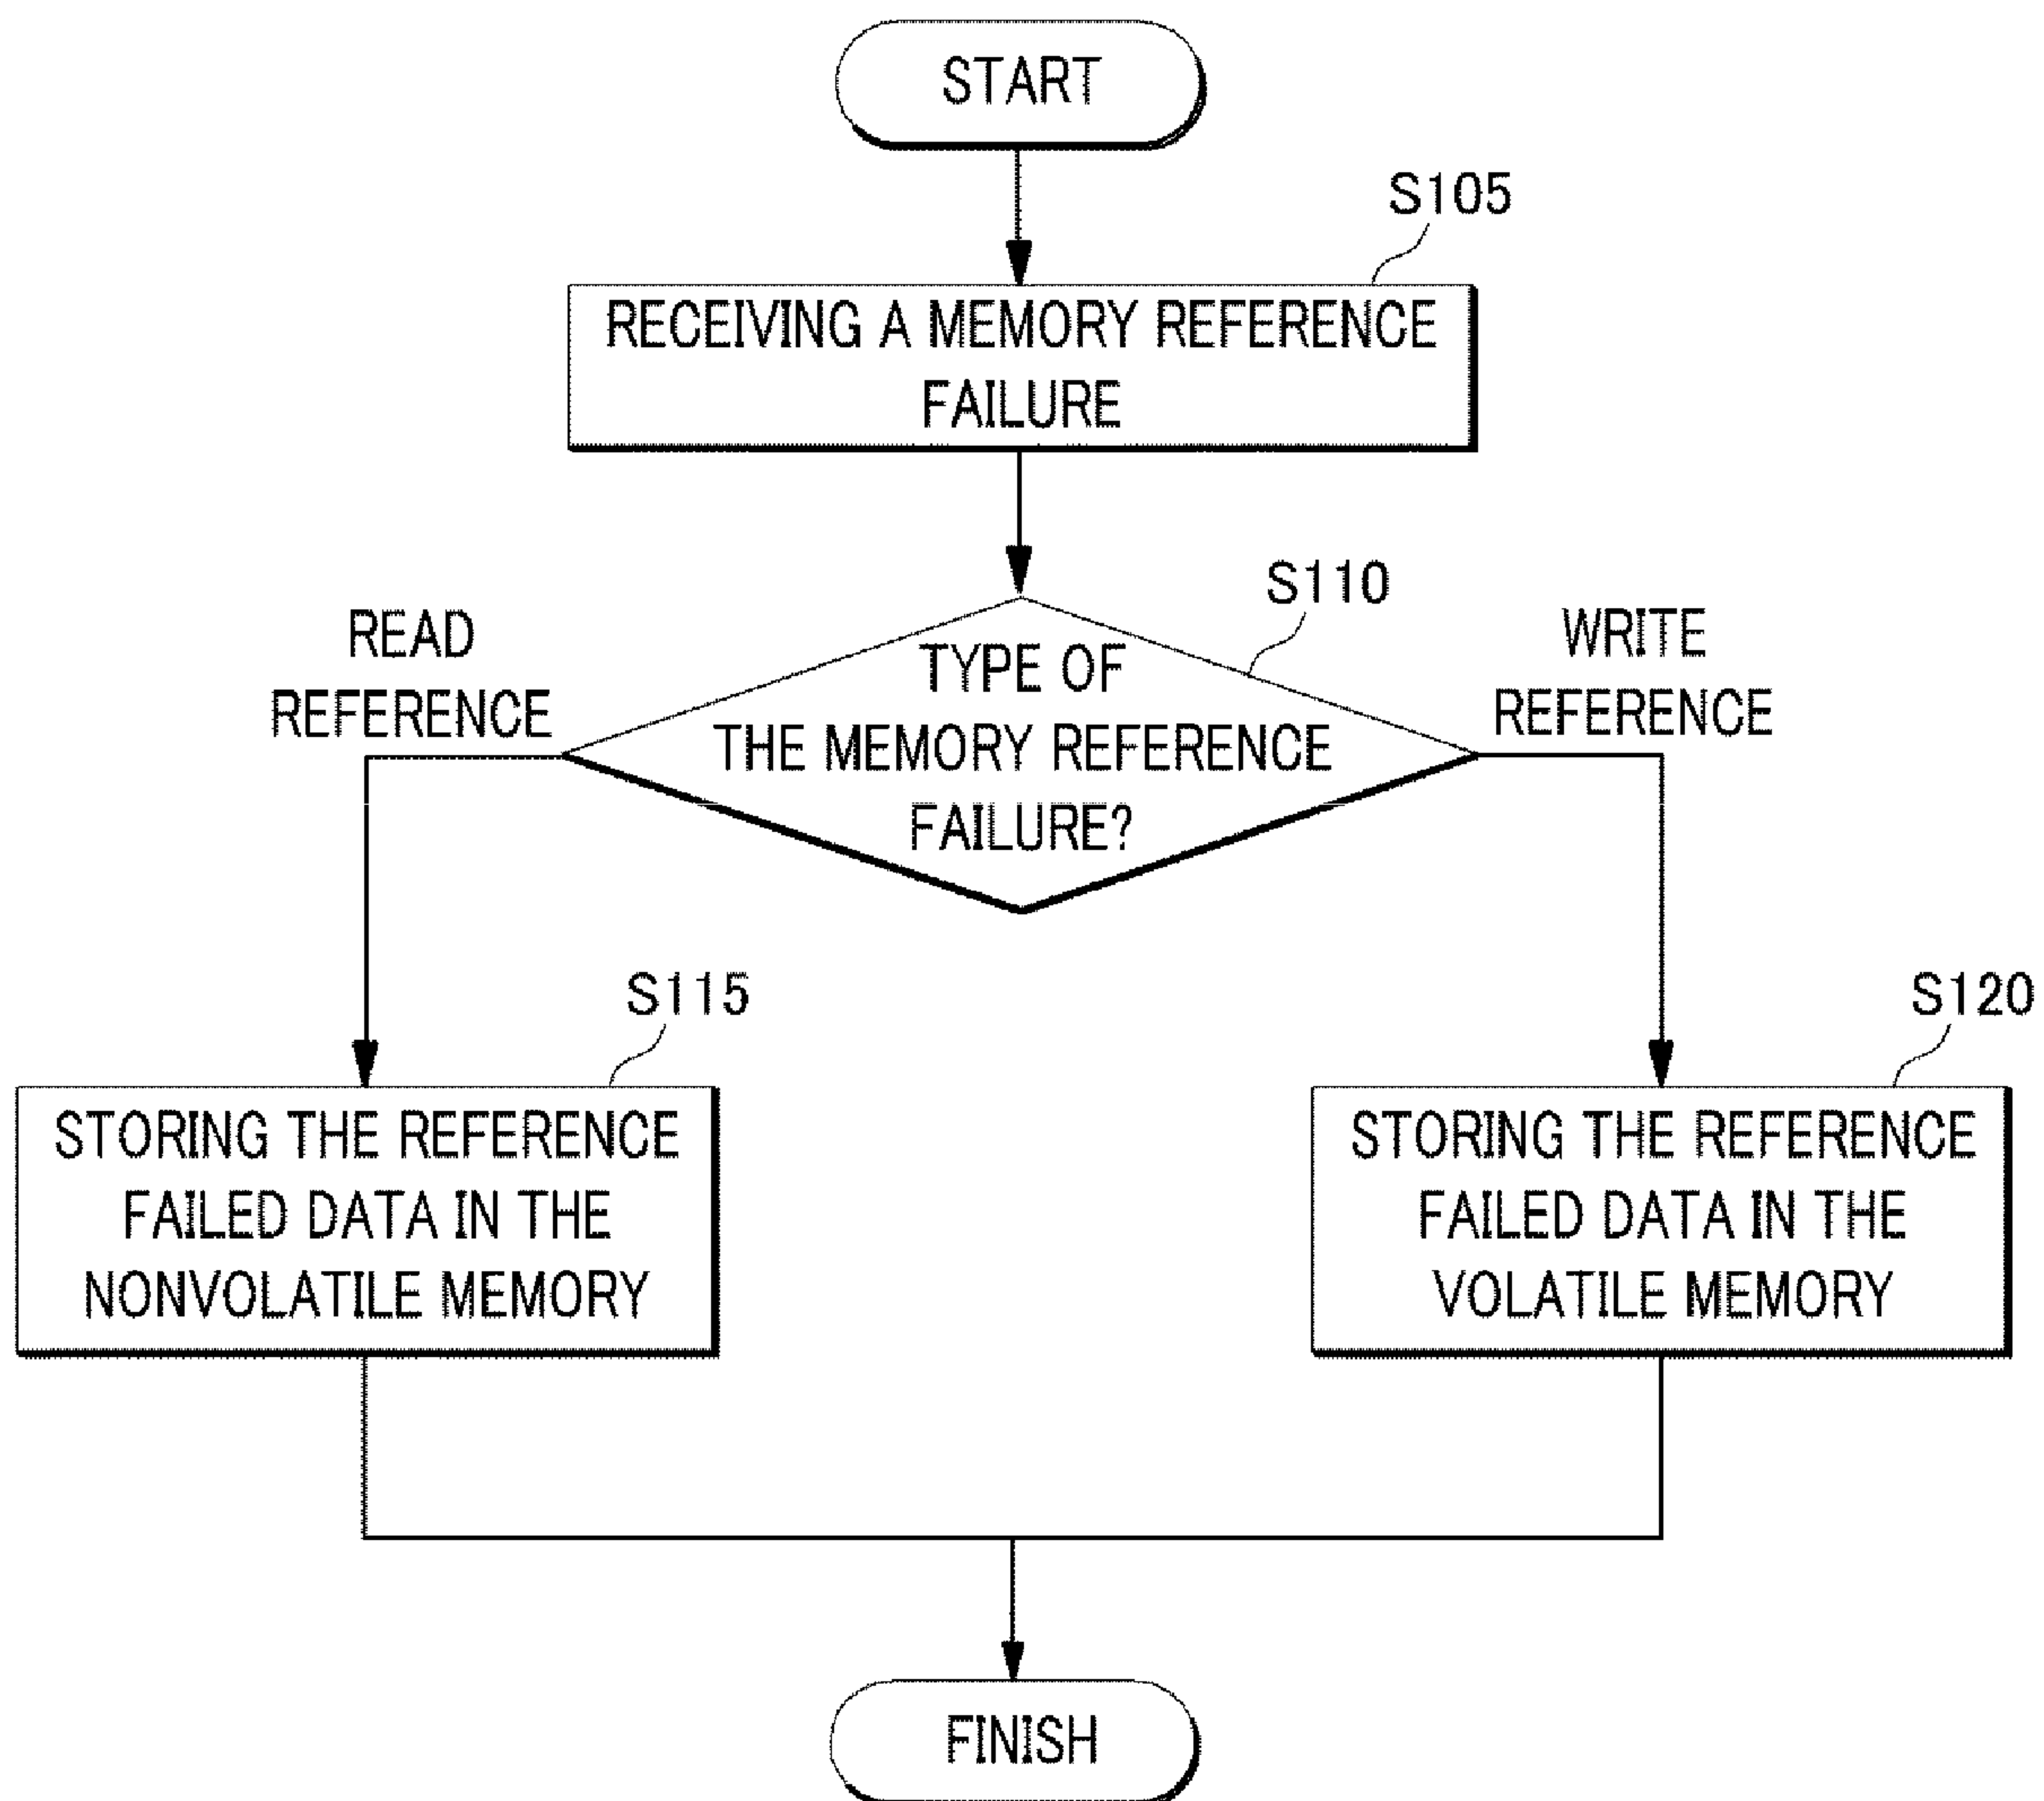 START
S105
RECEIVING A MEMORY REFERENCE
FAILURE
S110
READ
REFERENCE
TYPE OF
THE MEMORY REFERENCE
FAILURE?
WRITE
REFERENCE
S115
STORING THE REFERENCE
FAILED DATA IN THE
NONVOLATILE MEMORY
S120
STORING THE REFERENCE
FAILED DATA IN THE
VOLATILE MEMORY
FINISH